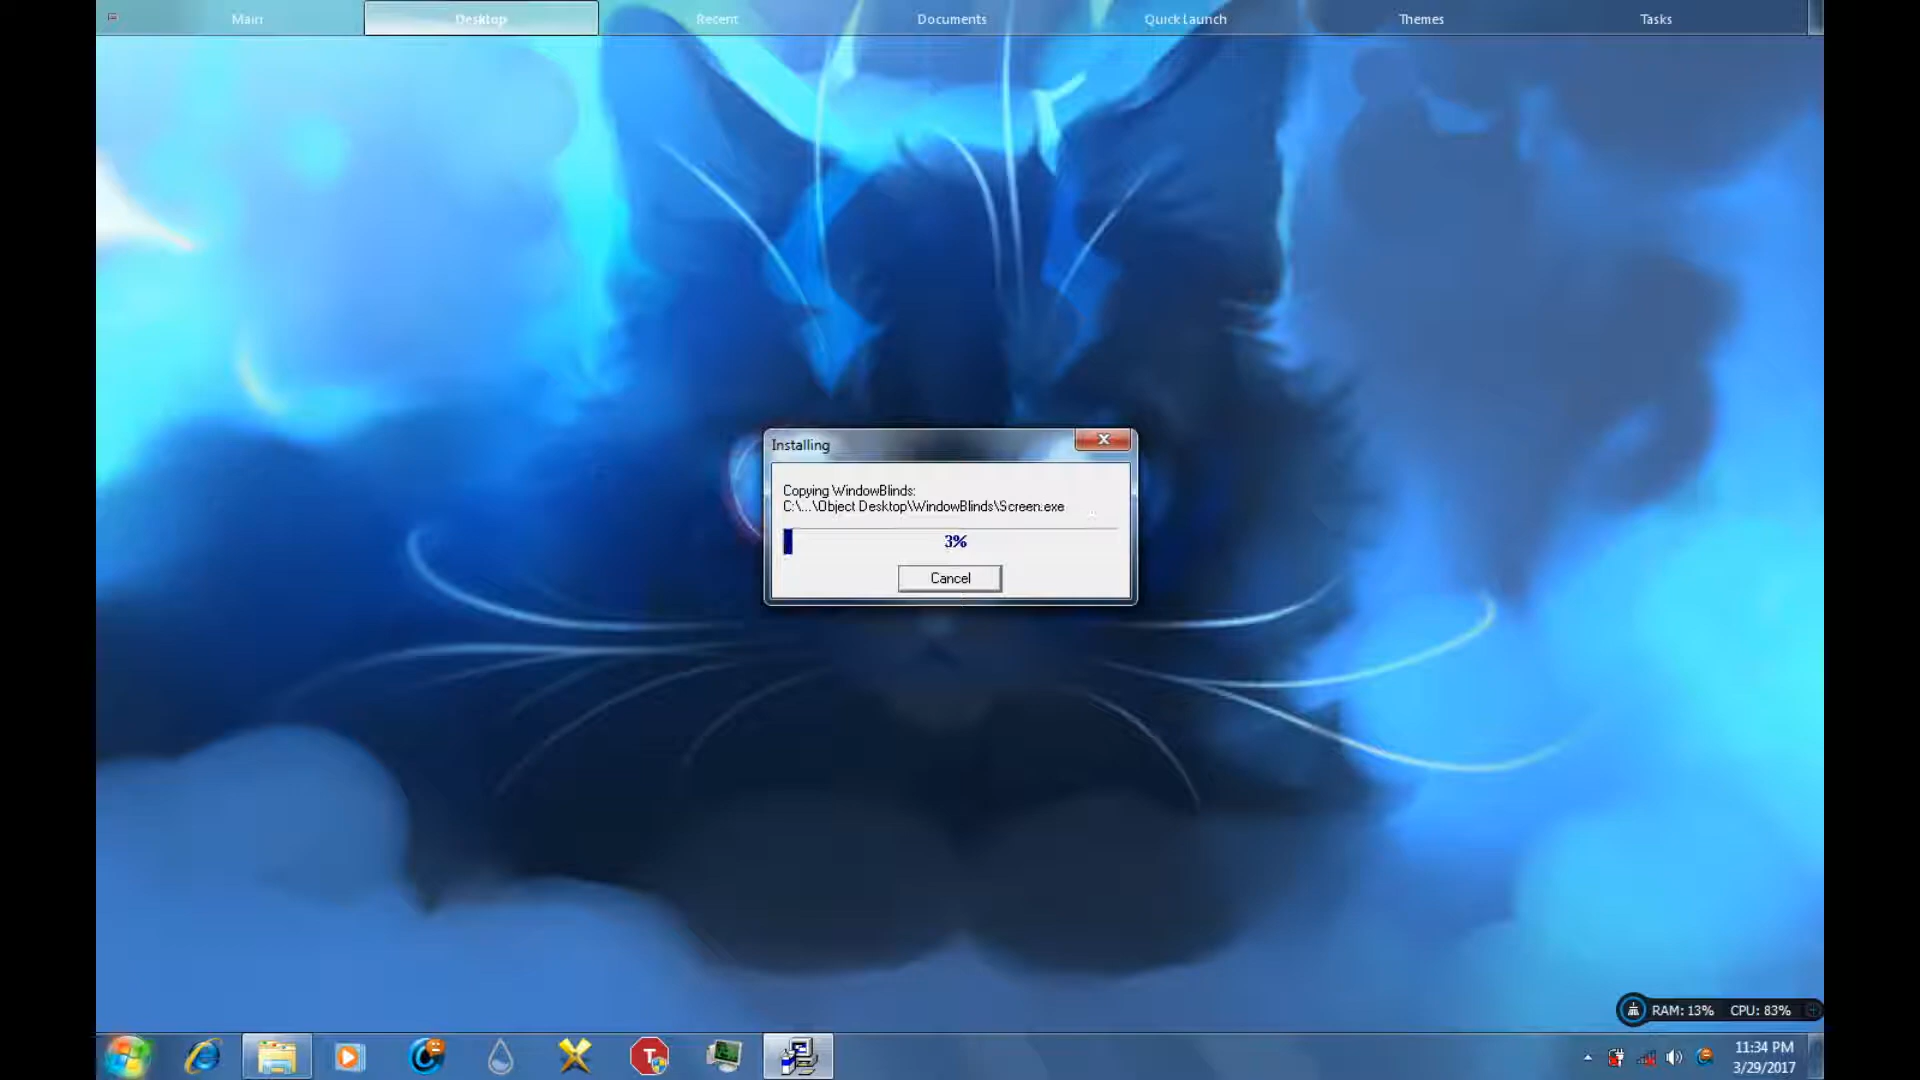 Main
Desktop
Recent
Documents
Quick Launch
Themes
Tasks
Installing
Copying WindowBlinds:
C:\...\Object Desktop\WindowBlinds\Screen.exe
3%
Cancel
RAM: 13% CPU: 83%
T
11:34 PM
3/29/2017